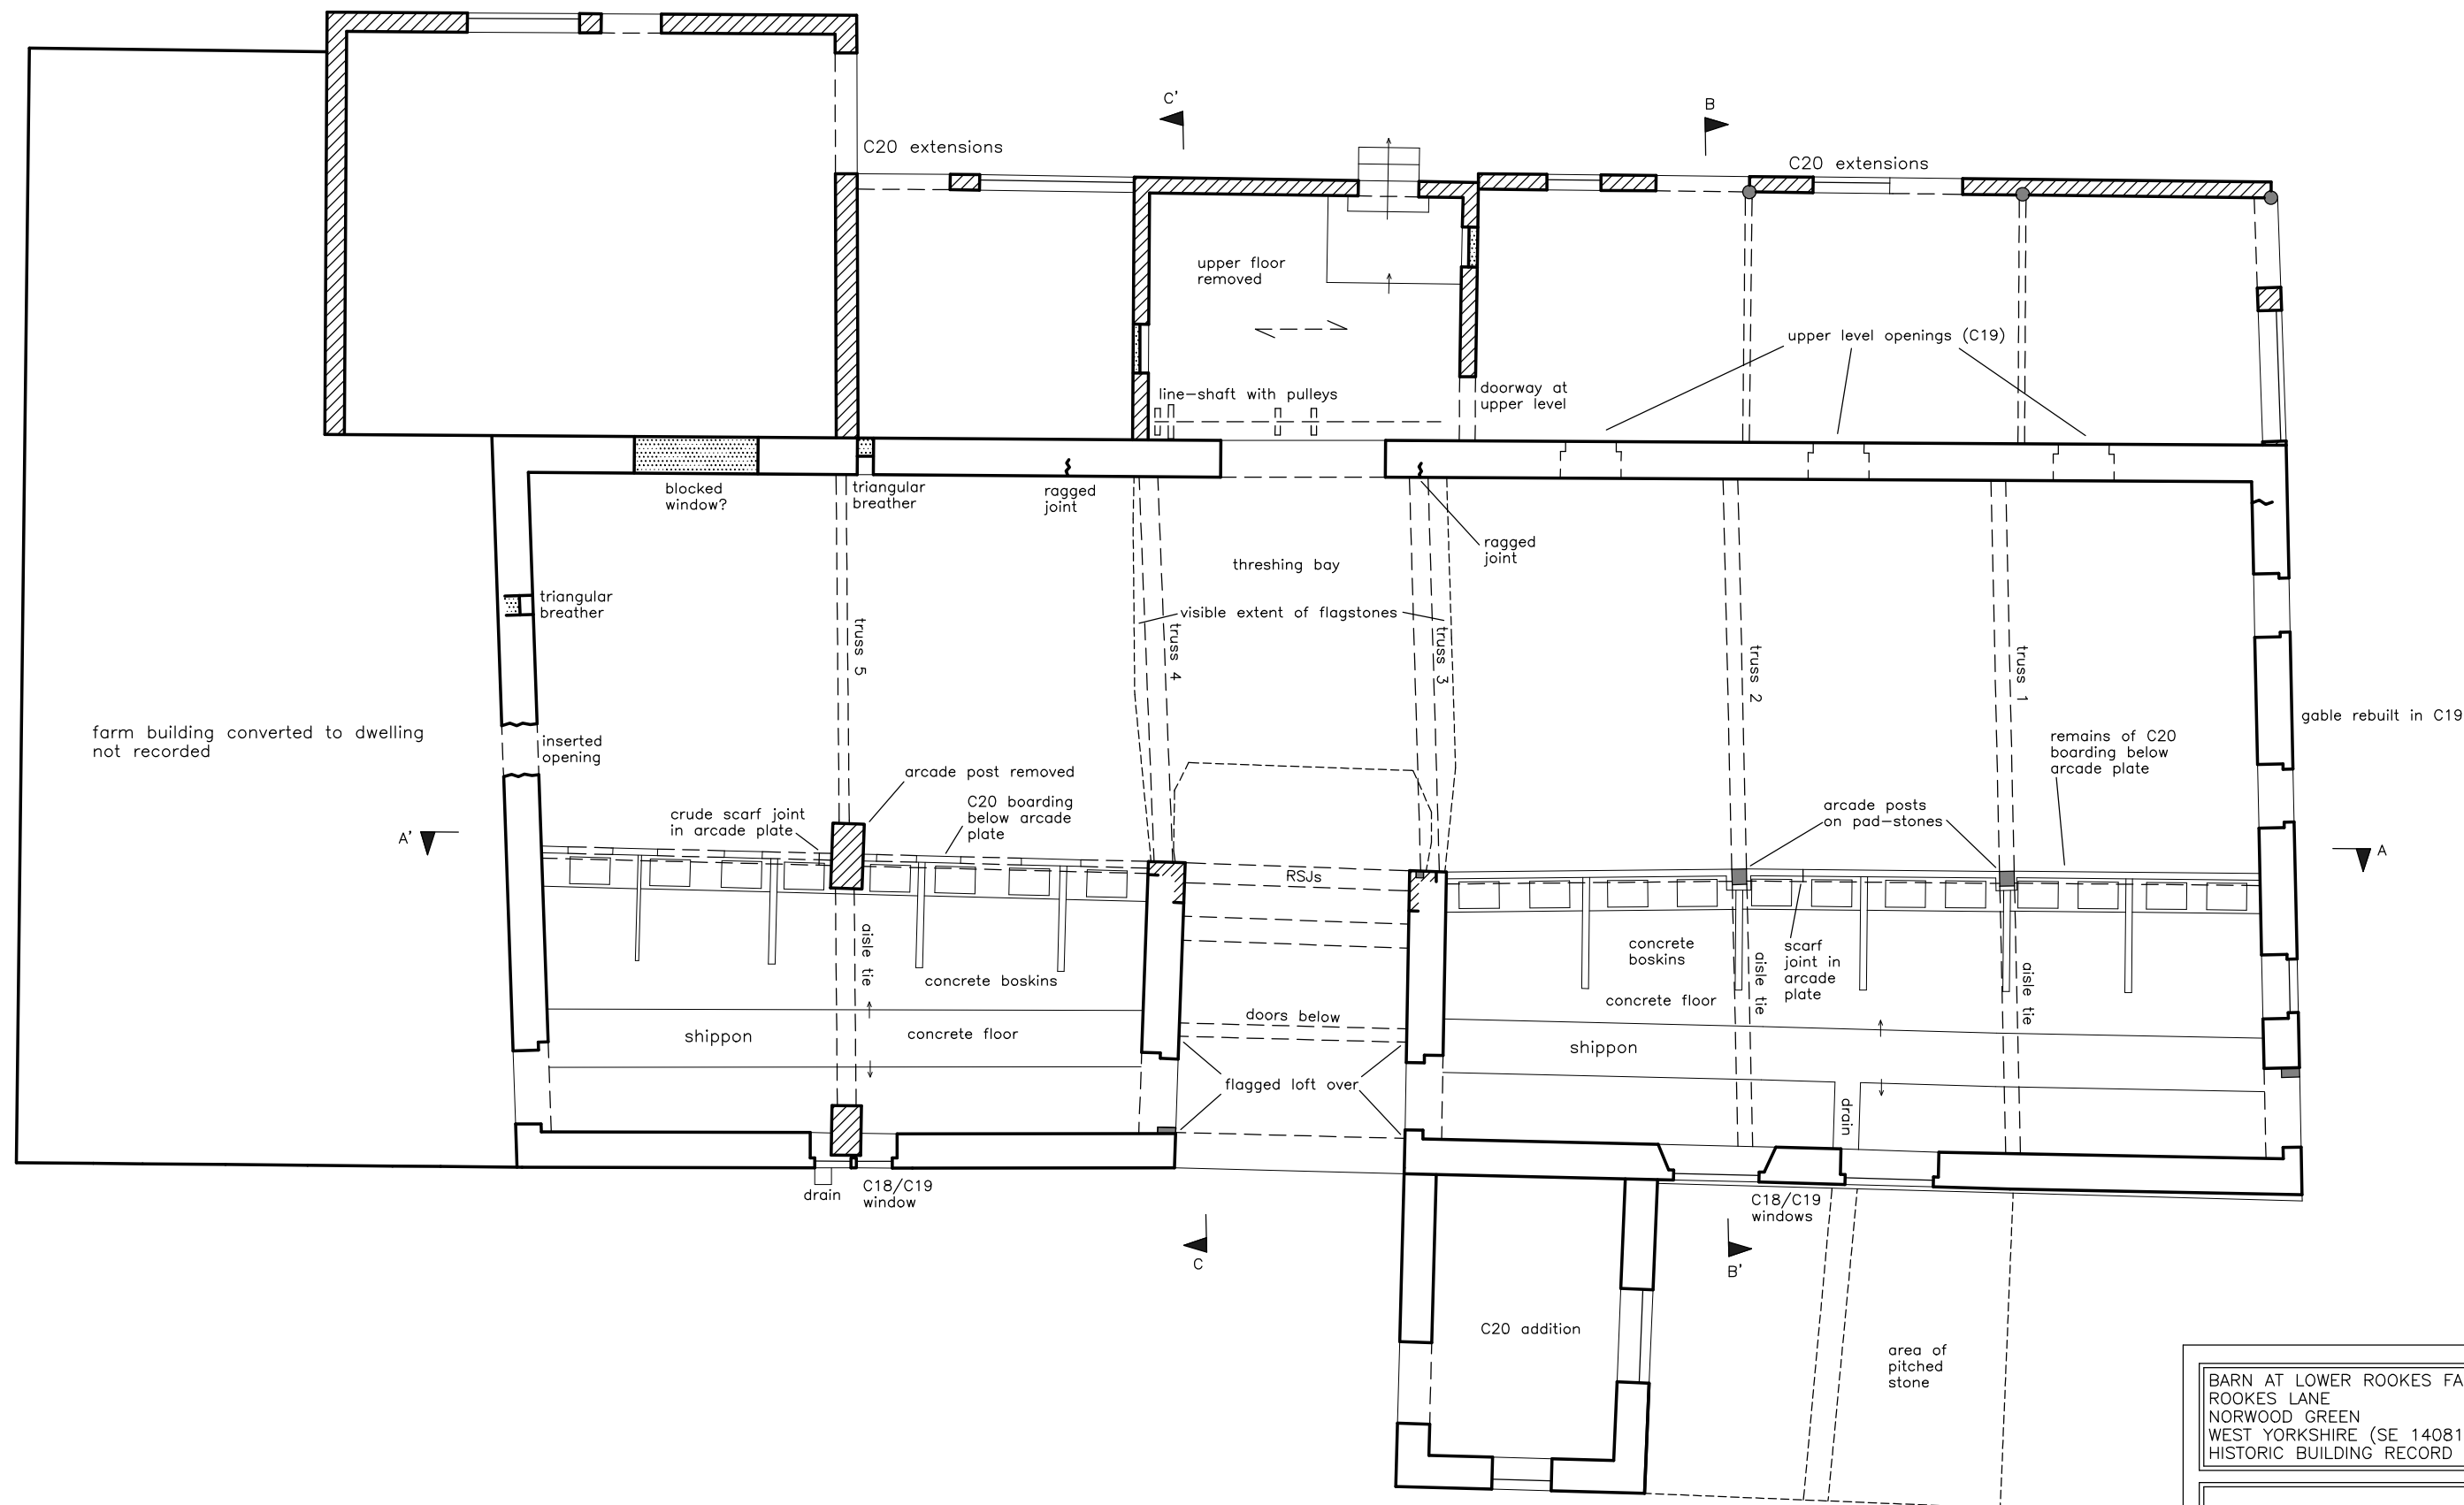 C'
B
C20 extensions
C20 extensions
upper floor
removed
upper level openings (C19)
line-shaft with pulleys
doorway at
upper level
blocked
window?
triangular
breather
ragged
joint
ragged
joint
threshing bay
triangular
breather
visible extent of flagstones
truss 5
truss 4
truss 3
truss 2
truss 1
gable rebuilt in C19
farm building converted to dwelling
not recorded
inserted
opening
remains of C20
boarding below
arcade plate
arcade post removed
C20 boarding
below arcade
plate
crude scarf joint
in arcade plate
arcade posts
on pad-stones
A'
A
RSJs
aisle tie
concrete boskins
concrete
boskins
scarf
joint in
arcade
plate
aisle tie
aisle tie
concrete floor
doors below
shippon
concrete floor
shippon
flagged loft over
drain
drain
C18/C19
window
C18/C19
windows
C
B'
C20 addition
area of
pitched
stone
BARN AT LOWER ROOKES FA
ROOKES LANE
NORWOOD GREEN
WEST YORKSHIRE (SE 14081
HISTORIC BUILDING RECORD